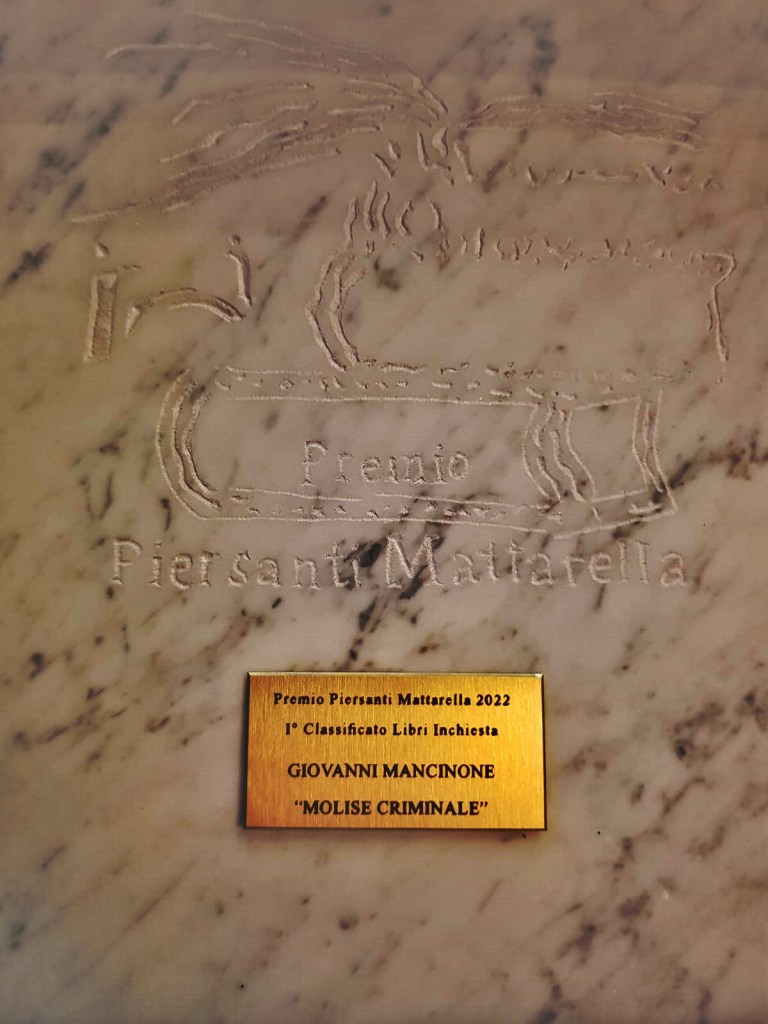 Premio
Piersanti Mattarella
Premio Piersanti Mattarella 2022
I° Classificato Libri Inchiesta
GIOVANNI MANCINONE
“MOLISE CRIMINALE”